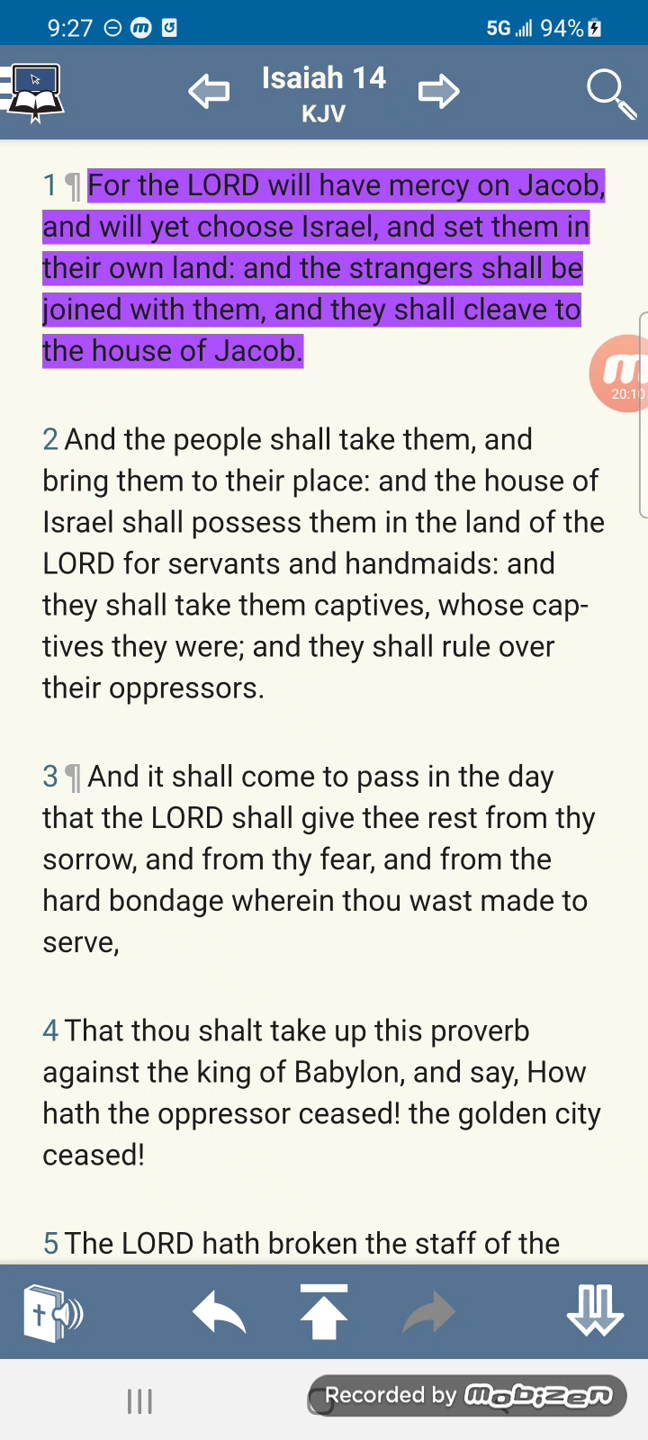 9:27
5G 94%
Isaiah 14
KJV
1 ¶ For the LORD will have mercy on Jacob,
and will yet choose Israel, and set them in
their own land: and the strangers shall be
joined with them, and they shall cleave to
the house of Jacob.
20:10
2 And the people shall take them, and
bring them to their place: and the house of
Israel shall possess them in the land of the
LORD for servants and handmaids: and
they shall take them captives, whose cap-
tives they were; and they shall rule over
their oppressors.
3 ¶ And it shall come to pass in the day
that the LORD shall give thee rest from thy
sorrow, and from thy fear, and from the
hard bondage wherein thou wast made to
serve,
4 That thou shalt take up this proverb
against the king of Babylon, and say, How
hath the oppressor ceased! the golden city
ceased!
5 The LORD hath broken the staff of the
Recorded by mobizen